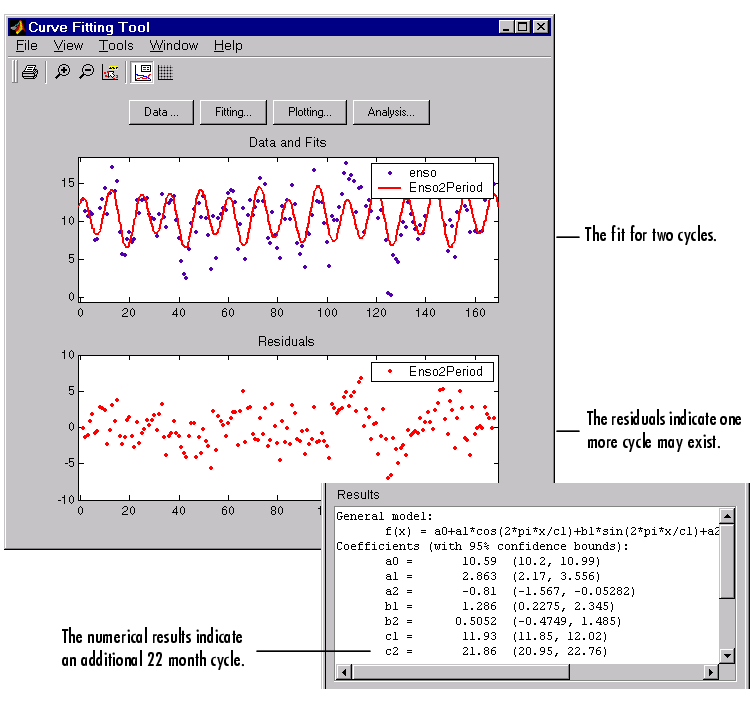 Curve Fitting Tool
File View Tools Window Help
Data ... Fitting... Plotting... Analysis...
Data and Fits
enso
Enso2Period
15
10
5
0
0 20 40 60 80 100 120 140 160
The fit for two cycles.
Residuals
Enso2Period
10
5
0
-5
-10
0 20 40 60 80
The residuals indicate one
more cycle may exist.
Results
General model:
f(x) = a0+a1*cos(2*pi*x/c1)+b1*sin(2*pi*x/c1)+a2
Coefficients (with 95% confidence bounds):
a0 = 10.59 (10.2, 10.99)
a1 = 2.863 (2.17, 3.556)
a2 = -0.81 (-1.567, -0.05282)
b1 = 1.286 (0.2275, 2.345)
b2 = 0.5052 (-0.4749, 1.485)
c1 = 11.93 (11.85, 12.02)
c2 = 21.86 (20.95, 22.76)
The numerical results indicate
an additional 22 month cycle.